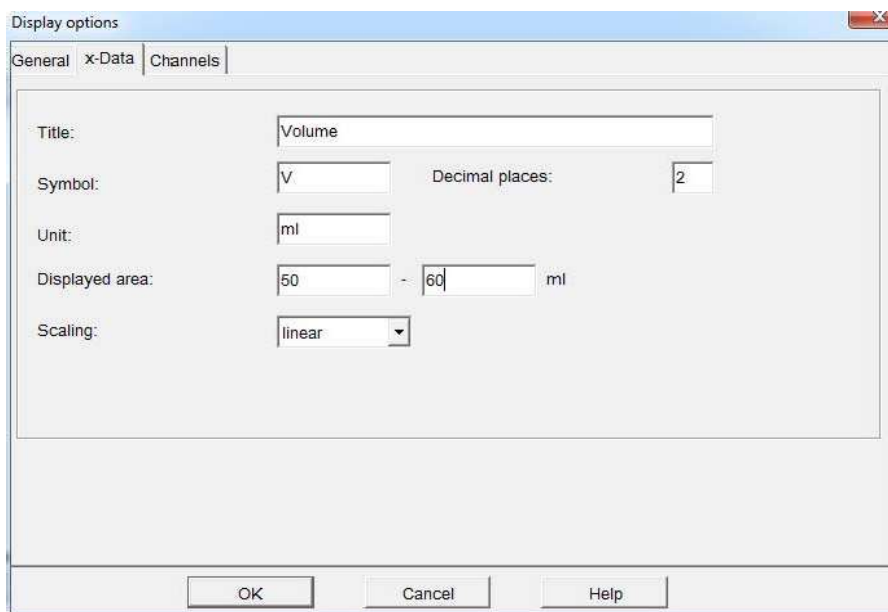 Display options
General x-Data Channels
Title: Volume
Symbol: V Decimal places: 2
Unit: ml
Displayed area: 50 - 60 ml
Scaling: linear
OK Cancel Help